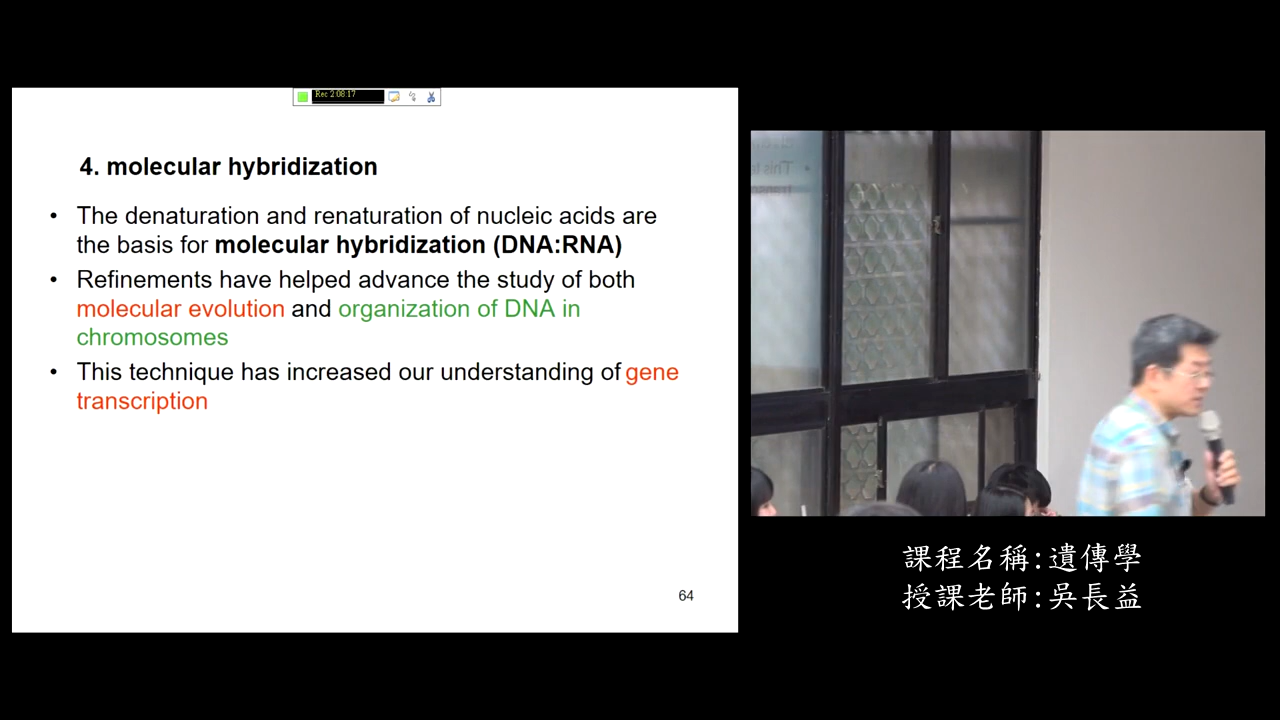 Rec 2:08:17
4. molecular hybridization
• The denaturation and renaturation of nucleic acids are
the basis for molecular hybridization (DNA:RNA)
• Refinements have helped advance the study of both
molecular evolution and organization of DNA in
chromosomes
• This technique has increased our understanding of gene
transcription
64
課程名稱:遺傳學
授課老師:吳長益